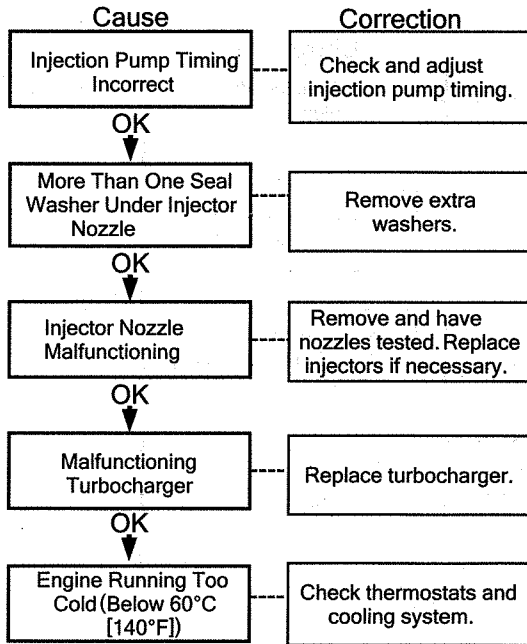 Cause
Correction
Injection Pump Timing
Incorrect
Check and adjust
injection pump timing.
OK
More Than One Seal
Washer Under Injector
Nozzle
Remove extra
washers.
OK
Injector Nozzle
Malfunctioning
Remove and have
nozzles tested. Replace
injectors if necessary.
OK
Malfunctioning
Turbocharger
Replace turbocharger.
OK
Engine Running Too
Cold (Below 60°C
[140°F])
Check thermostats and
cooling system.